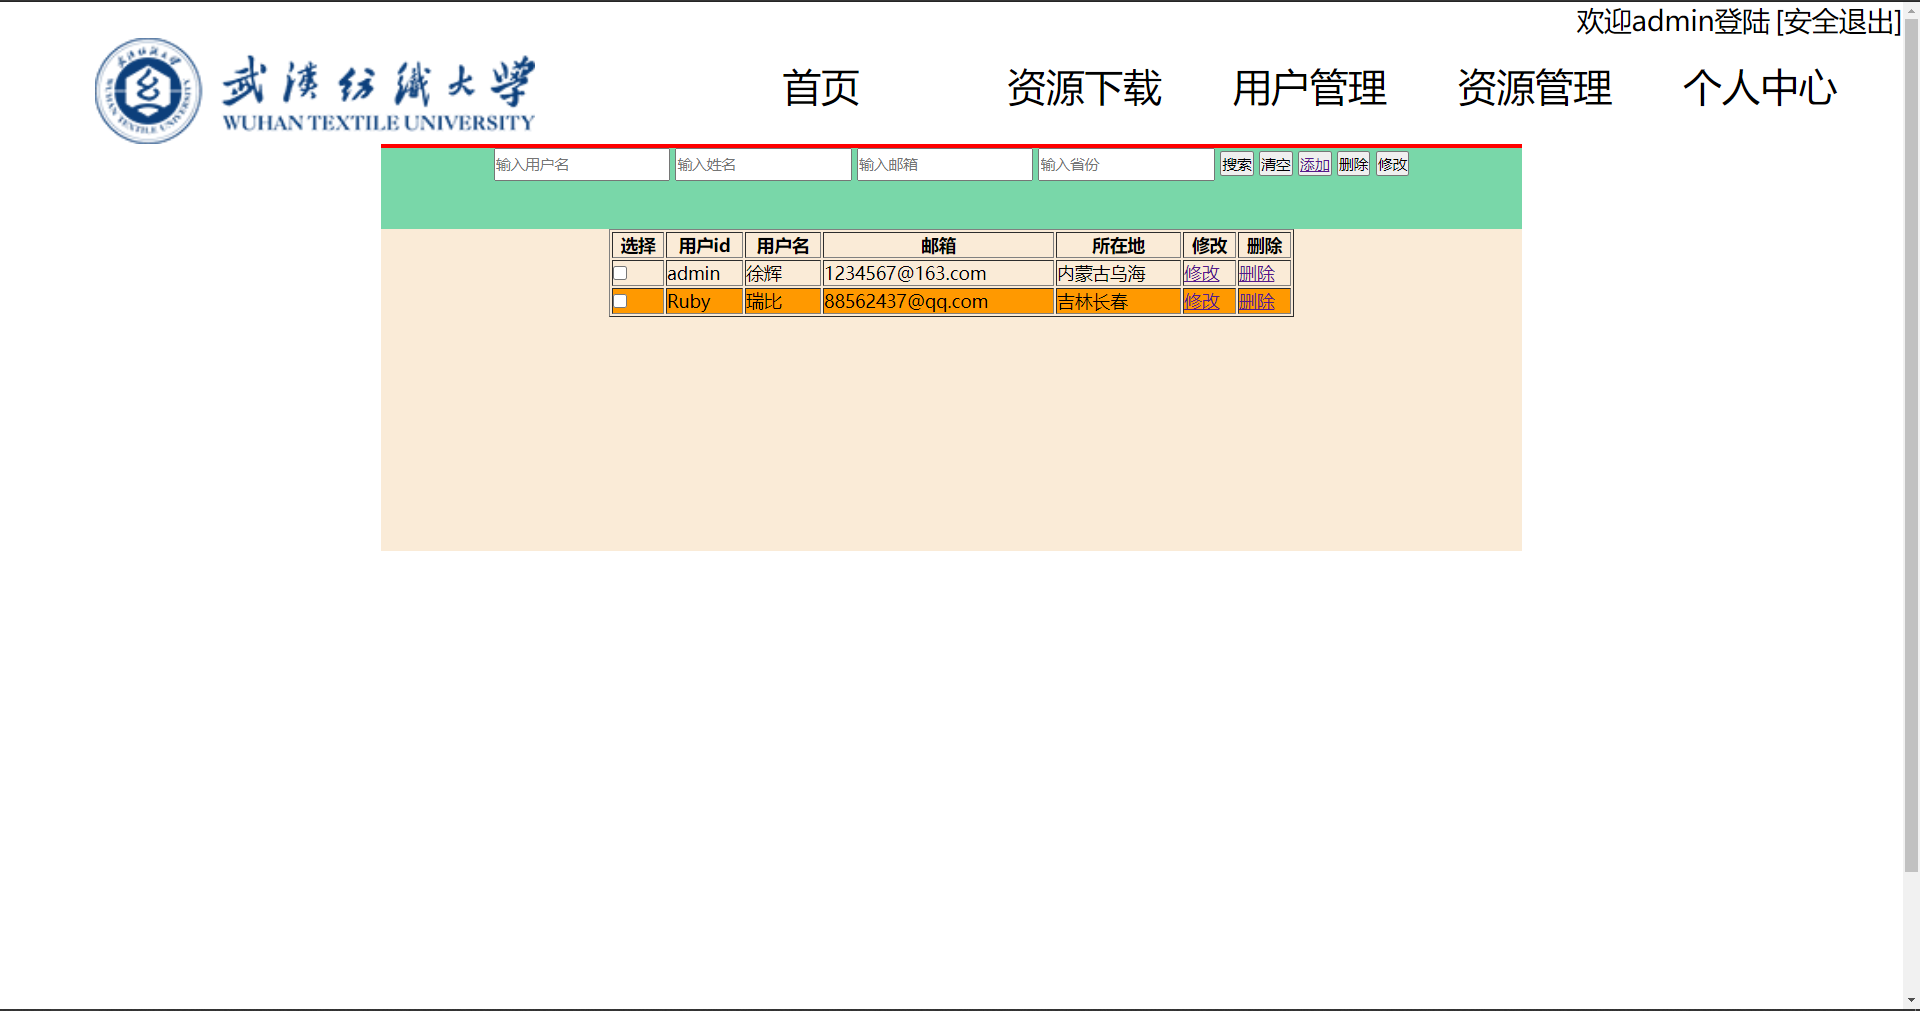 欢迎admin登陆 [安全退出]
武汉纺织大学
WUHAN TEXTILE UNIVERSITY
首页 资源下载 用户管理 资源管理 个人中心
输入用户名 输入姓名 输入邮箱 输入省份 搜索 清空 添加 删除 修改
选择 用户id 用户名 邮箱 所在地 修改 删除
admin 徐辉 1234567@163.com 内蒙古乌海 修改 删除
Ruby 瑞比 88562437@qq.com 吉林长春 修改 删除